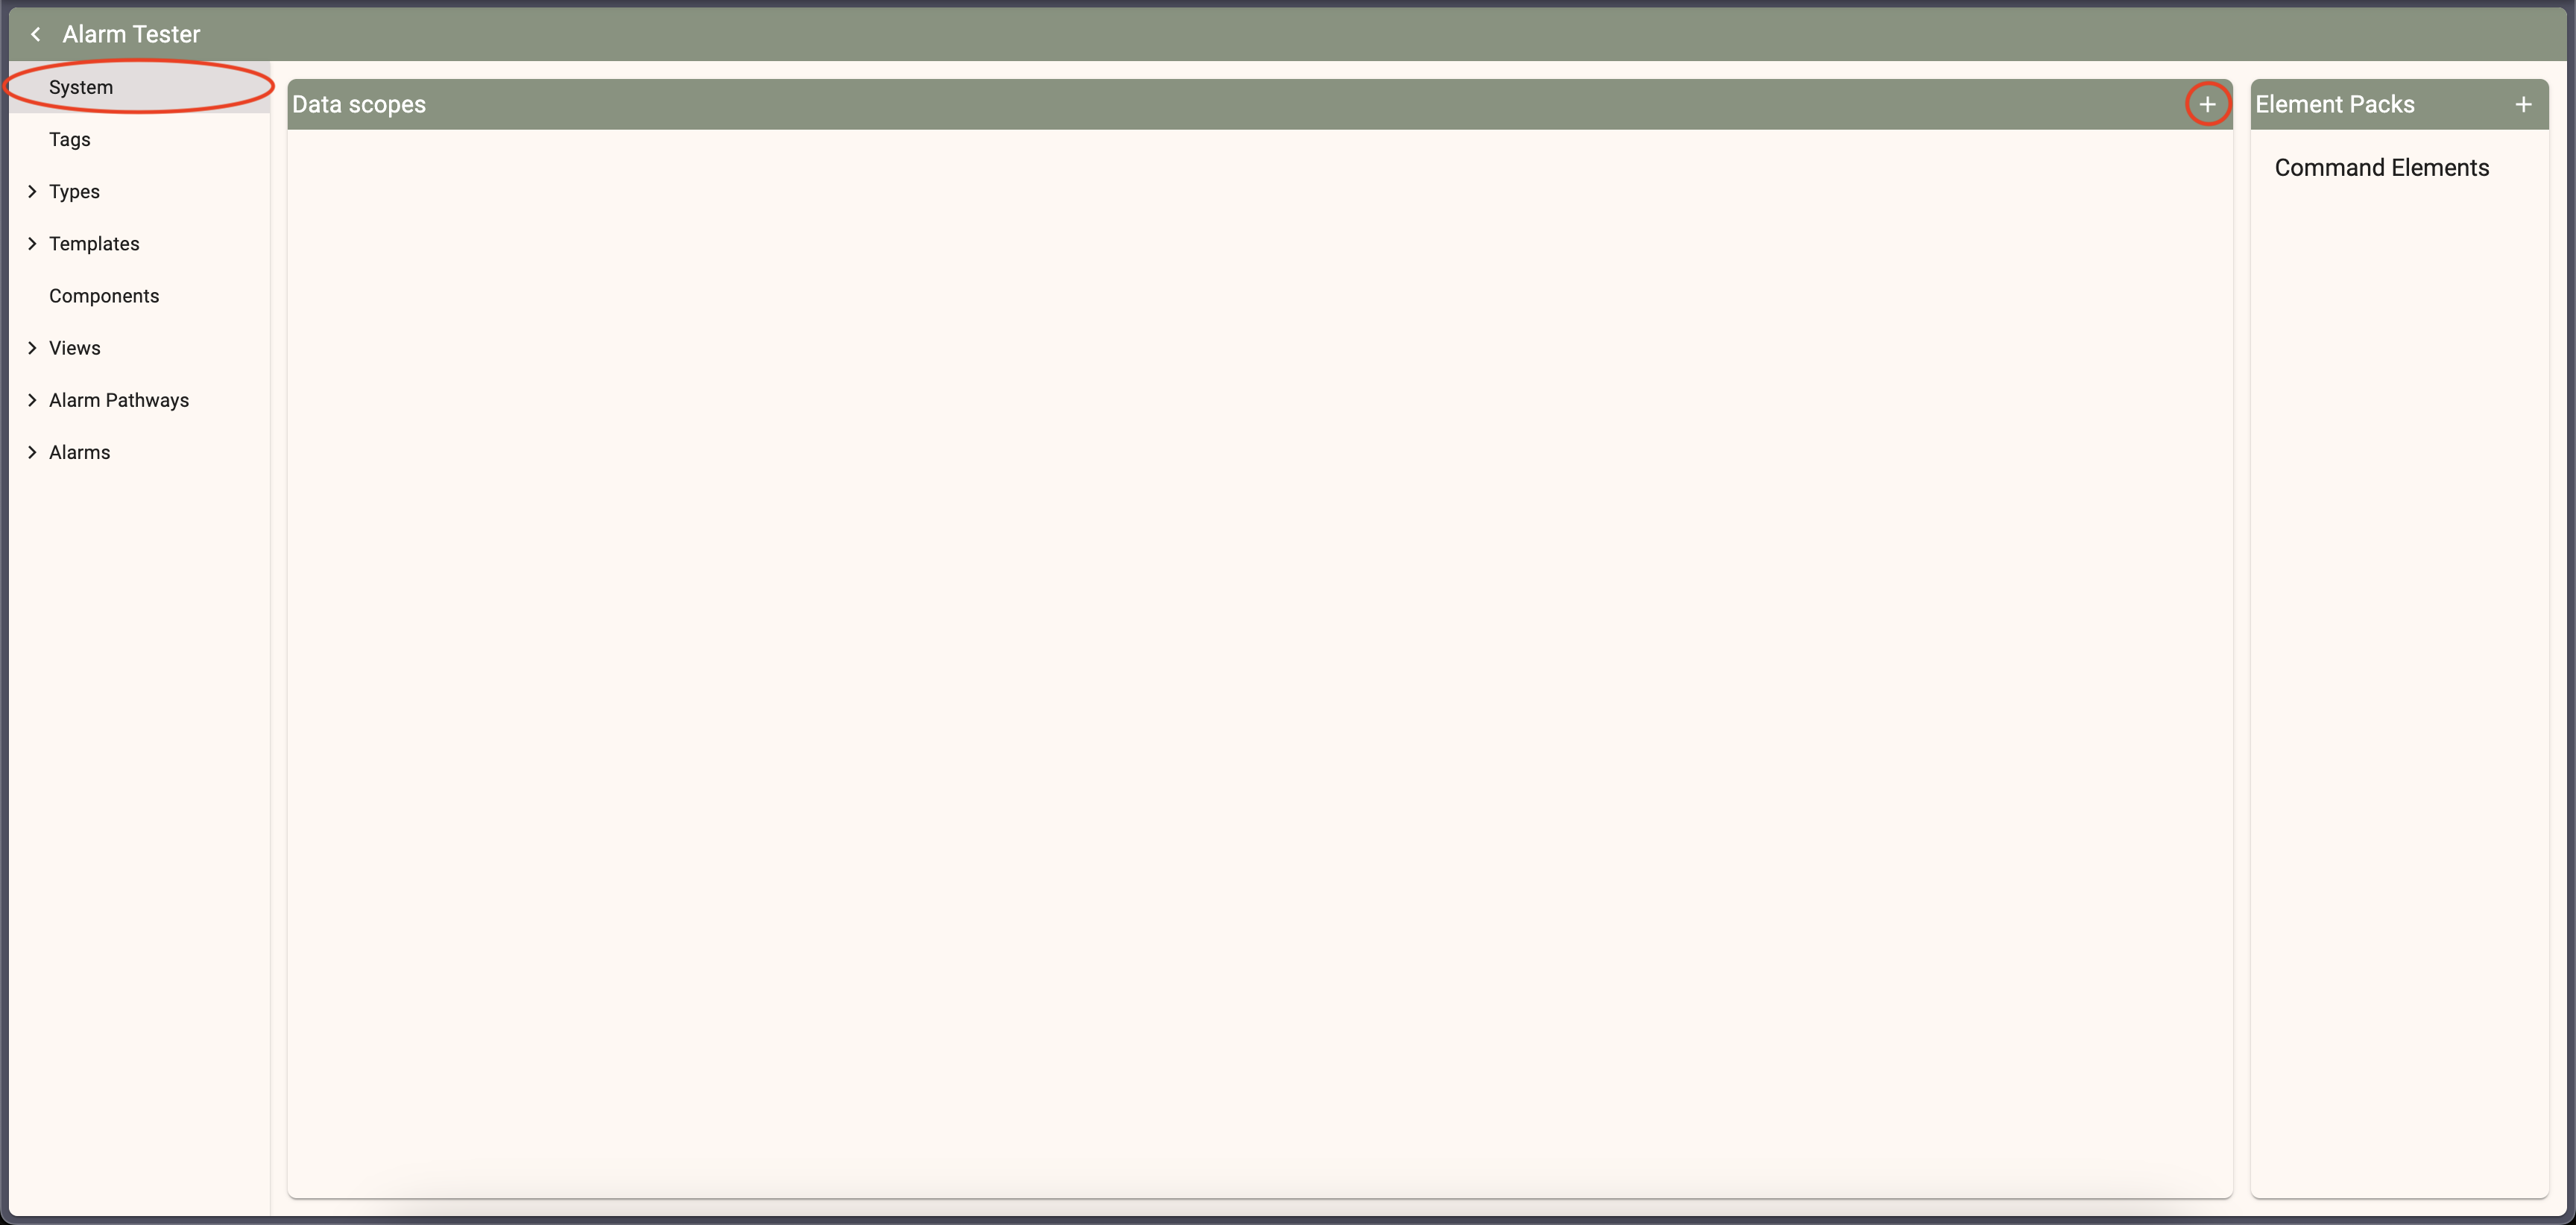 Alarm Tester
System
Tags
Types
Templates
Components
Views
Alarm Pathways
Alarms
Data scopes
Element Packs
Command Elements